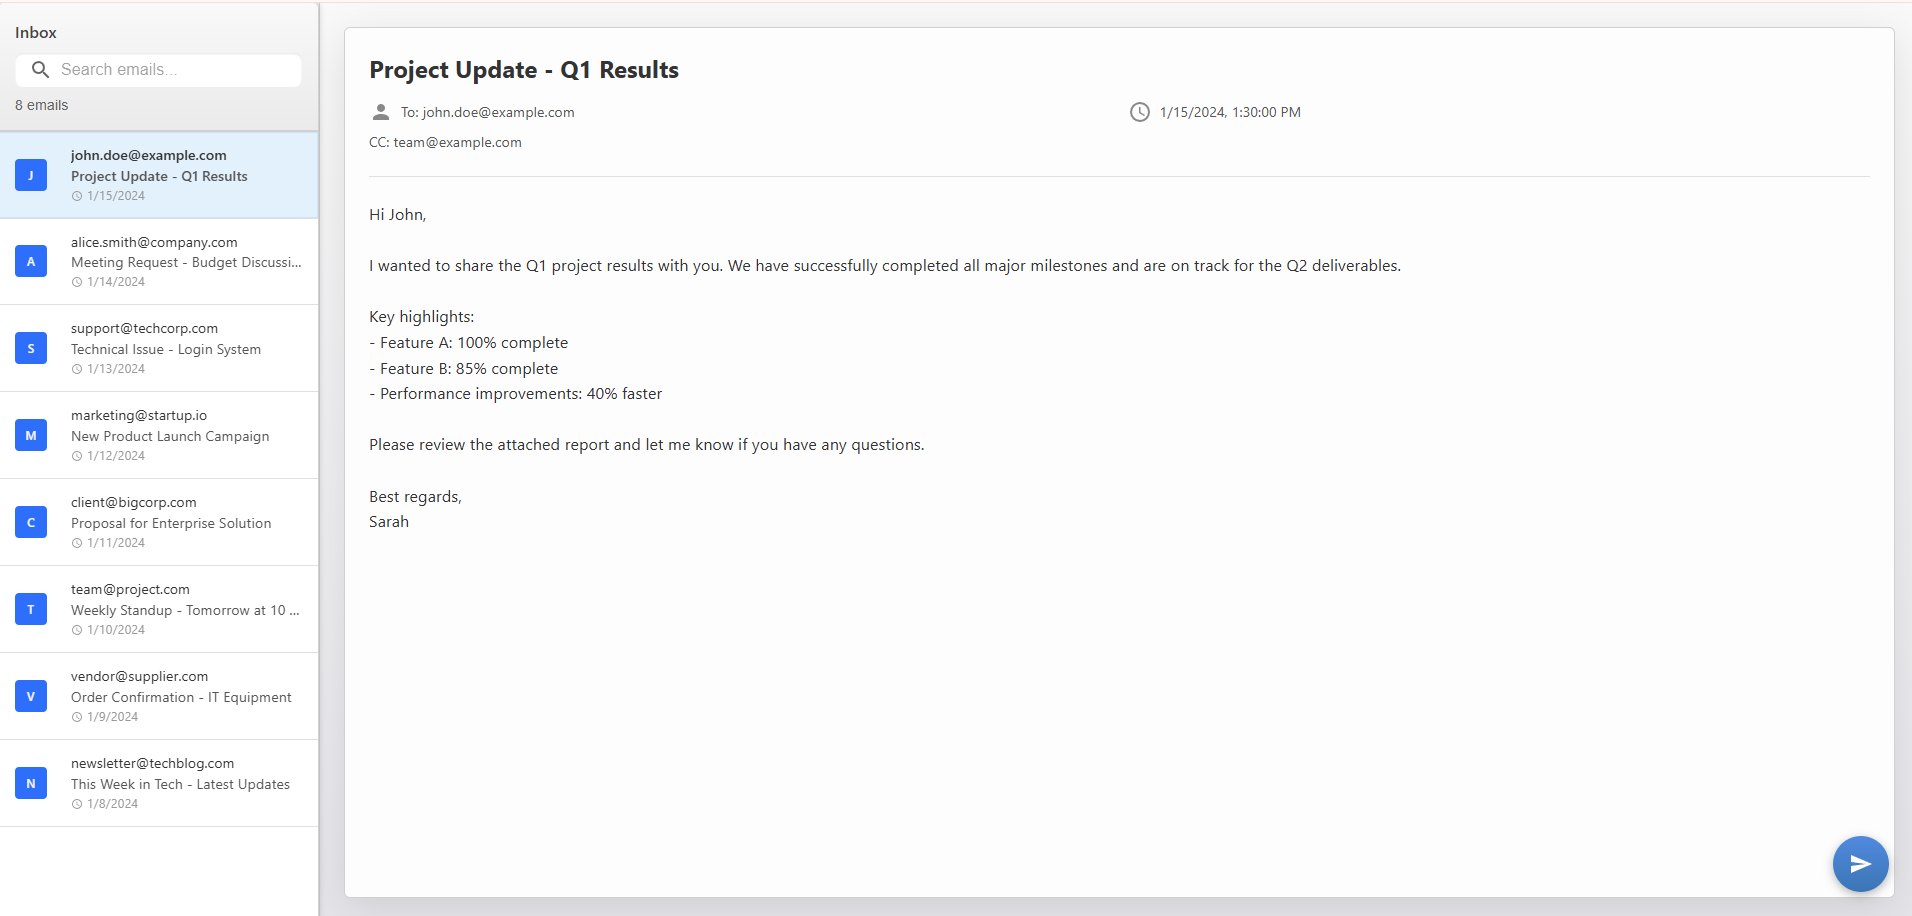 Inbox
Search emails...
8 emails
J
john.doe@example.com
Project Update - Q1 Results
1/15/2024
A
alice.smith@company.com
Meeting Request - Budget Discussi...
1/14/2024
S
support@techcorp.com
Technical Issue - Login System
1/13/2024
M
marketing@startup.io
New Product Launch Campaign
1/12/2024
C
client@bigcorp.com
Proposal for Enterprise Solution
1/11/2024
T
team@project.com
Weekly Standup - Tomorrow at 10 ...
1/10/2024
V
vendor@supplier.com
Order Confirmation - IT Equipment
1/9/2024
N
newsletter@techblog.com
This Week in Tech - Latest Updates
1/8/2024
Project Update - Q1 Results
To: john.doe@example.com
1/15/2024, 1:30:00 PM
CC: team@example.com
Hi John,
I wanted to share the Q1 project results with you. We have successfully completed all major milestones and are on track for the Q2 deliverables.
Key highlights:
- Feature A: 100% complete
- Feature B: 85% complete
- Performance improvements: 40% faster
Please review the attached report and let me know if you have any questions.
Best regards,
Sarah